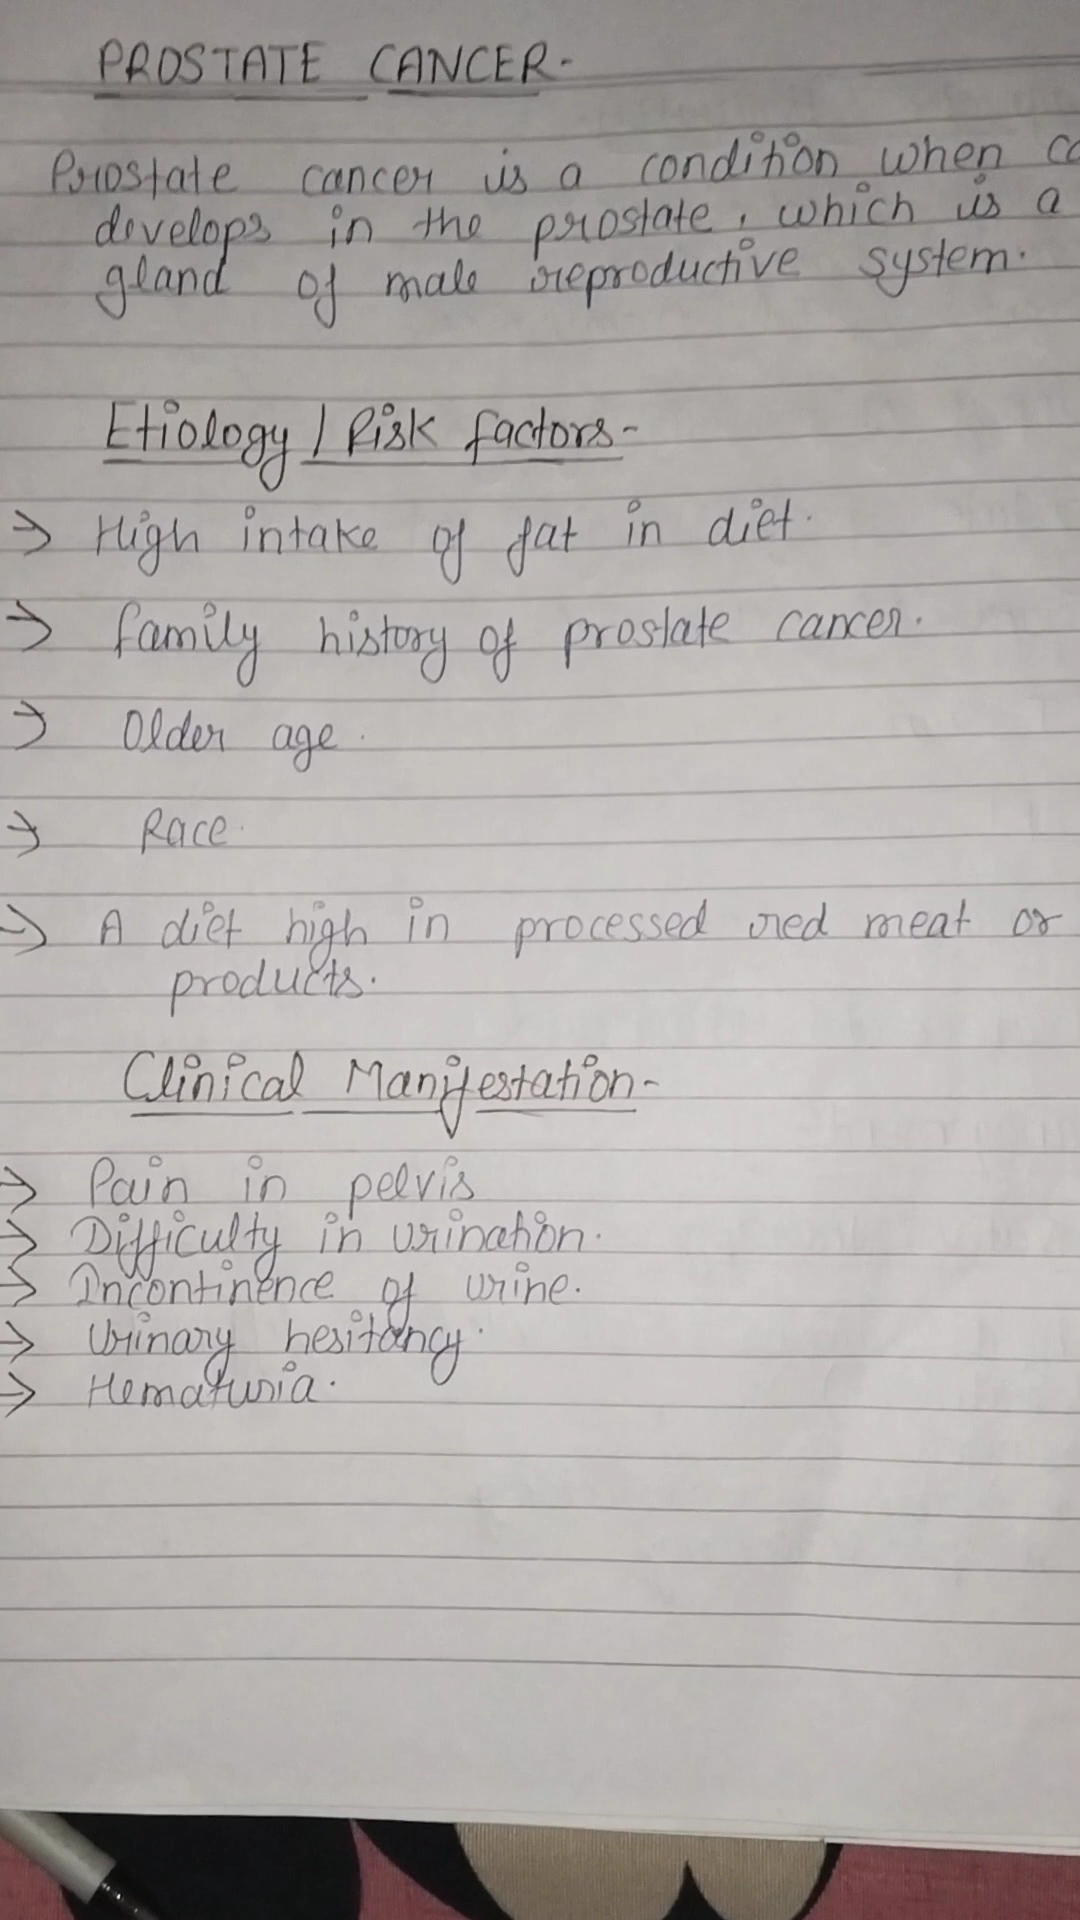 PROSTATE CANCER-
Prostate cancer is a condition when
develops in the prostate, which is a
gland of male reproductive system.
Etiology / Risk factors-
→ High intake of fat in diet.
→ family history of prostate cancer.
→ Older age.
→ Race.
→ A diet high in processed red meat or
products.
Clinical Manifestation-
→ Pain in pelvis
→ Difficulty in urination.
→ Incontinence of urine.
→ Urinary hesitancy.
→ Hematuria.